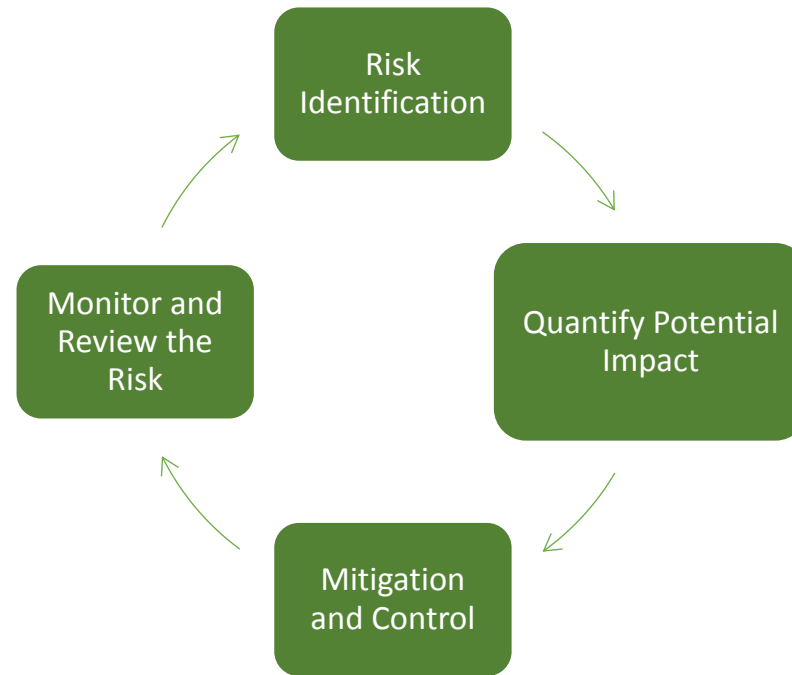 Risk
Identification
Quantify Potential
Impact
Mitigation
and Control
Monitor and
Review the
Risk